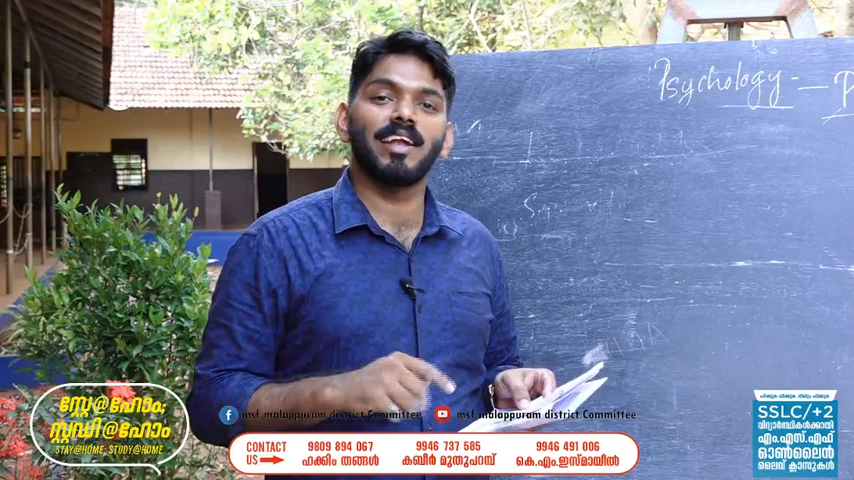 Psychology - P
സ്റ്റേ@ഹോം;
സ്റ്റഡി@ഹോം
STAY@HOME; STUDY@HOME
msf malappuram district Committee
msf malappuram district Committee
CONTACT US
9809 894 067
ഹക്കീം തങ്ങൾ
9946 737 585
കബീർ മുതുപറമ്പ്
9946 491 006
കെ.എം.ഇസ്മായീൽ
SSLC/+2
വിദ്യാർത്ഥികൾക്കായി
എം.എസ്.എഫ്
ഓൺലൈൻ
ലൈവ് ക്ലാസുകൾ